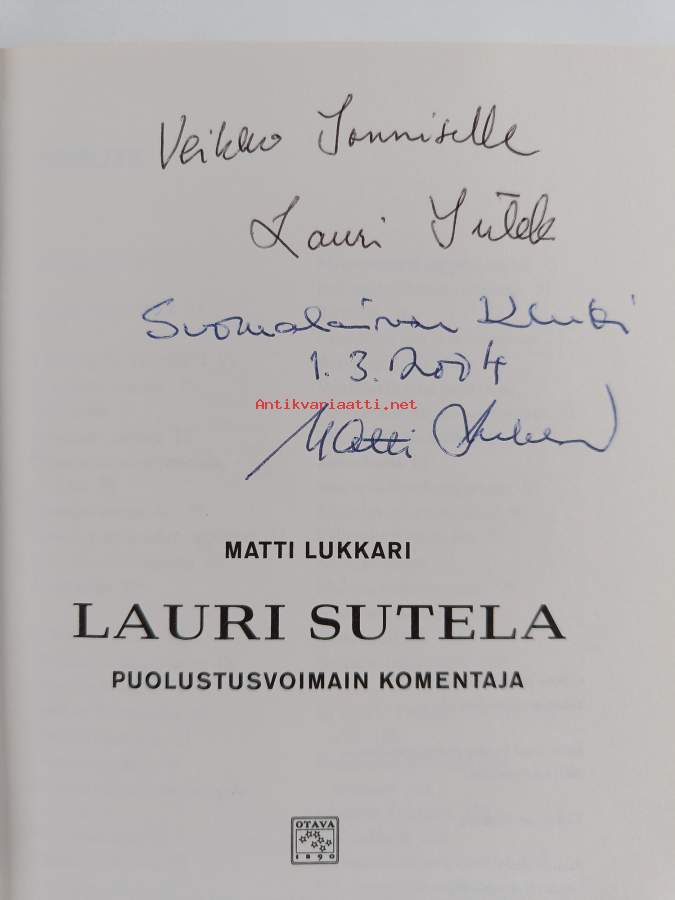 Veikko Sonniselle
Lauri Sutela
Suomalainen Klubi
1.3.2004
Antikvariaatti.net
Matti Lukkari
MATTI LUKKARI
LAURI SUTELA
PUOLUSTUSVOIMAIN KOMENTAJA
OTAVA
1890